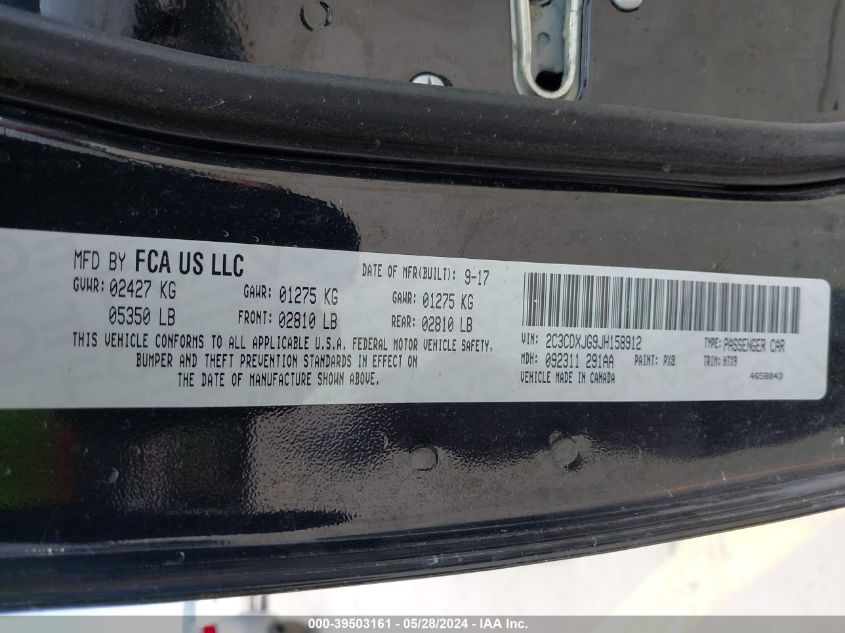 MFD BY FCA US LLC
DATE OF MFR(BUILT): 9-17
GVWR: 02427 KG
GAWR: 01275 KG
GAWR: 01275 KG
05350 LB
FRONT: 02810 LB
REAR: 02810 LB
THIS VEHICLE CONFORMS TO ALL APPLICABLE U.S.A. FEDERAL MOTOR VEHICLE SAFETY,
BUMPER AND THEFT PREVENTION STANDARDS IN EFFECT ON
THE DATE OF MANUFACTURE SHOWN ABOVE.
VIN: 2C3CDXJG9JH158912
TYPE: PASSENGER CAR
MDH: 092311 291AA
PAINT: PX8
TRIM: HTX9
VEHICLE MADE IN CANADA
4658843
000-39503161 - 05/28/2024 - IAA Inc.